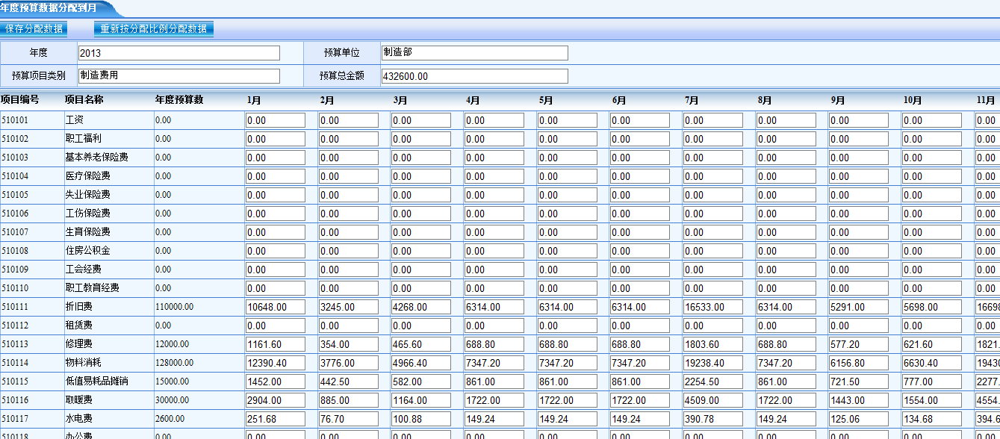 年度预算数据分配到月
保存分配数据 重新按分配比例分配数据
年度 2013 预算单位 制造部
预算项目类别 制造费用 预算总金额 432600.00
项目编号 项目名称 年度预算数 1月 2月 3月 4月 5月 6月 7月 8月 9月 10月 11月
510101 工资 0.00 0.00 0.00 0.00 0.00 0.00 0.00 0.00 0.00 0.00 0.00 0.00
510102 职工福利 0.00 0.00 0.00 0.00 0.00 0.00 0.00 0.00 0.00 0.00 0.00 0.00
510103 基本养老保险费 0.00 0.00 0.00 0.00 0.00 0.00 0.00 0.00 0.00 0.00 0.00 0.00
510104 医疗保险费 0.00 0.00 0.00 0.00 0.00 0.00 0.00 0.00 0.00 0.00 0.00 0.00
510105 失业保险费 0.00 0.00 0.00 0.00 0.00 0.00 0.00 0.00 0.00 0.00 0.00 0.00
510106 工伤保险费 0.00 0.00 0.00 0.00 0.00 0.00 0.00 0.00 0.00 0.00 0.00 0.00
510107 生育保险费 0.00 0.00 0.00 0.00 0.00 0.00 0.00 0.00 0.00 0.00 0.00 0.00
510108 住房公积金 0.00 0.00 0.00 0.00 0.00 0.00 0.00 0.00 0.00 0.00 0.00 0.00
510109 工会经费 0.00 0.00 0.00 0.00 0.00 0.00 0.00 0.00 0.00 0.00 0.00 0.00
510110 职工教育经费 0.00 0.00 0.00 0.00 0.00 0.00 0.00 0.00 0.00 0.00 0.00 0.00
510111 折旧费 110000.00 10648.00 3245.00 4268.00 6314.00 6314.00 6314.00 16533.00 6314.00 5291.00 5698.00 16698
510112 租赁费 0.00 0.00 0.00 0.00 0.00 0.00 0.00 0.00 0.00 0.00 0.00 0.00
510113 修理费 12000.00 1161.60 354.00 465.60 688.80 688.80 688.80 1803.60 688.80 577.20 621.60 1821.
510114 物料消耗 128000.00 12390.40 3776.00 4966.40 7347.20 7347.20 7347.20 19238.40 7347.20 6156.80 6630.40 19430
510115 低值易耗品摊销 15000.00 1452.00 442.50 582.00 861.00 861.00 861.00 2254.50 861.00 721.50 777.00 2277.
510116 取暖费 30000.00 2904.00 885.00 1164.00 1722.00 1722.00 1722.00 4509.00 1722.00 1443.00 1554.00 4554.
510117 水电费 2600.00 251.68 76.70 100.88 149.24 149.24 149.24 390.78 149.24 125.06 134.68 394.6
510118 办公费 0.00 0.00 0.00 0.00 0.00 0.00 0.00 0.00 0.00 0.00 0.00 0.00